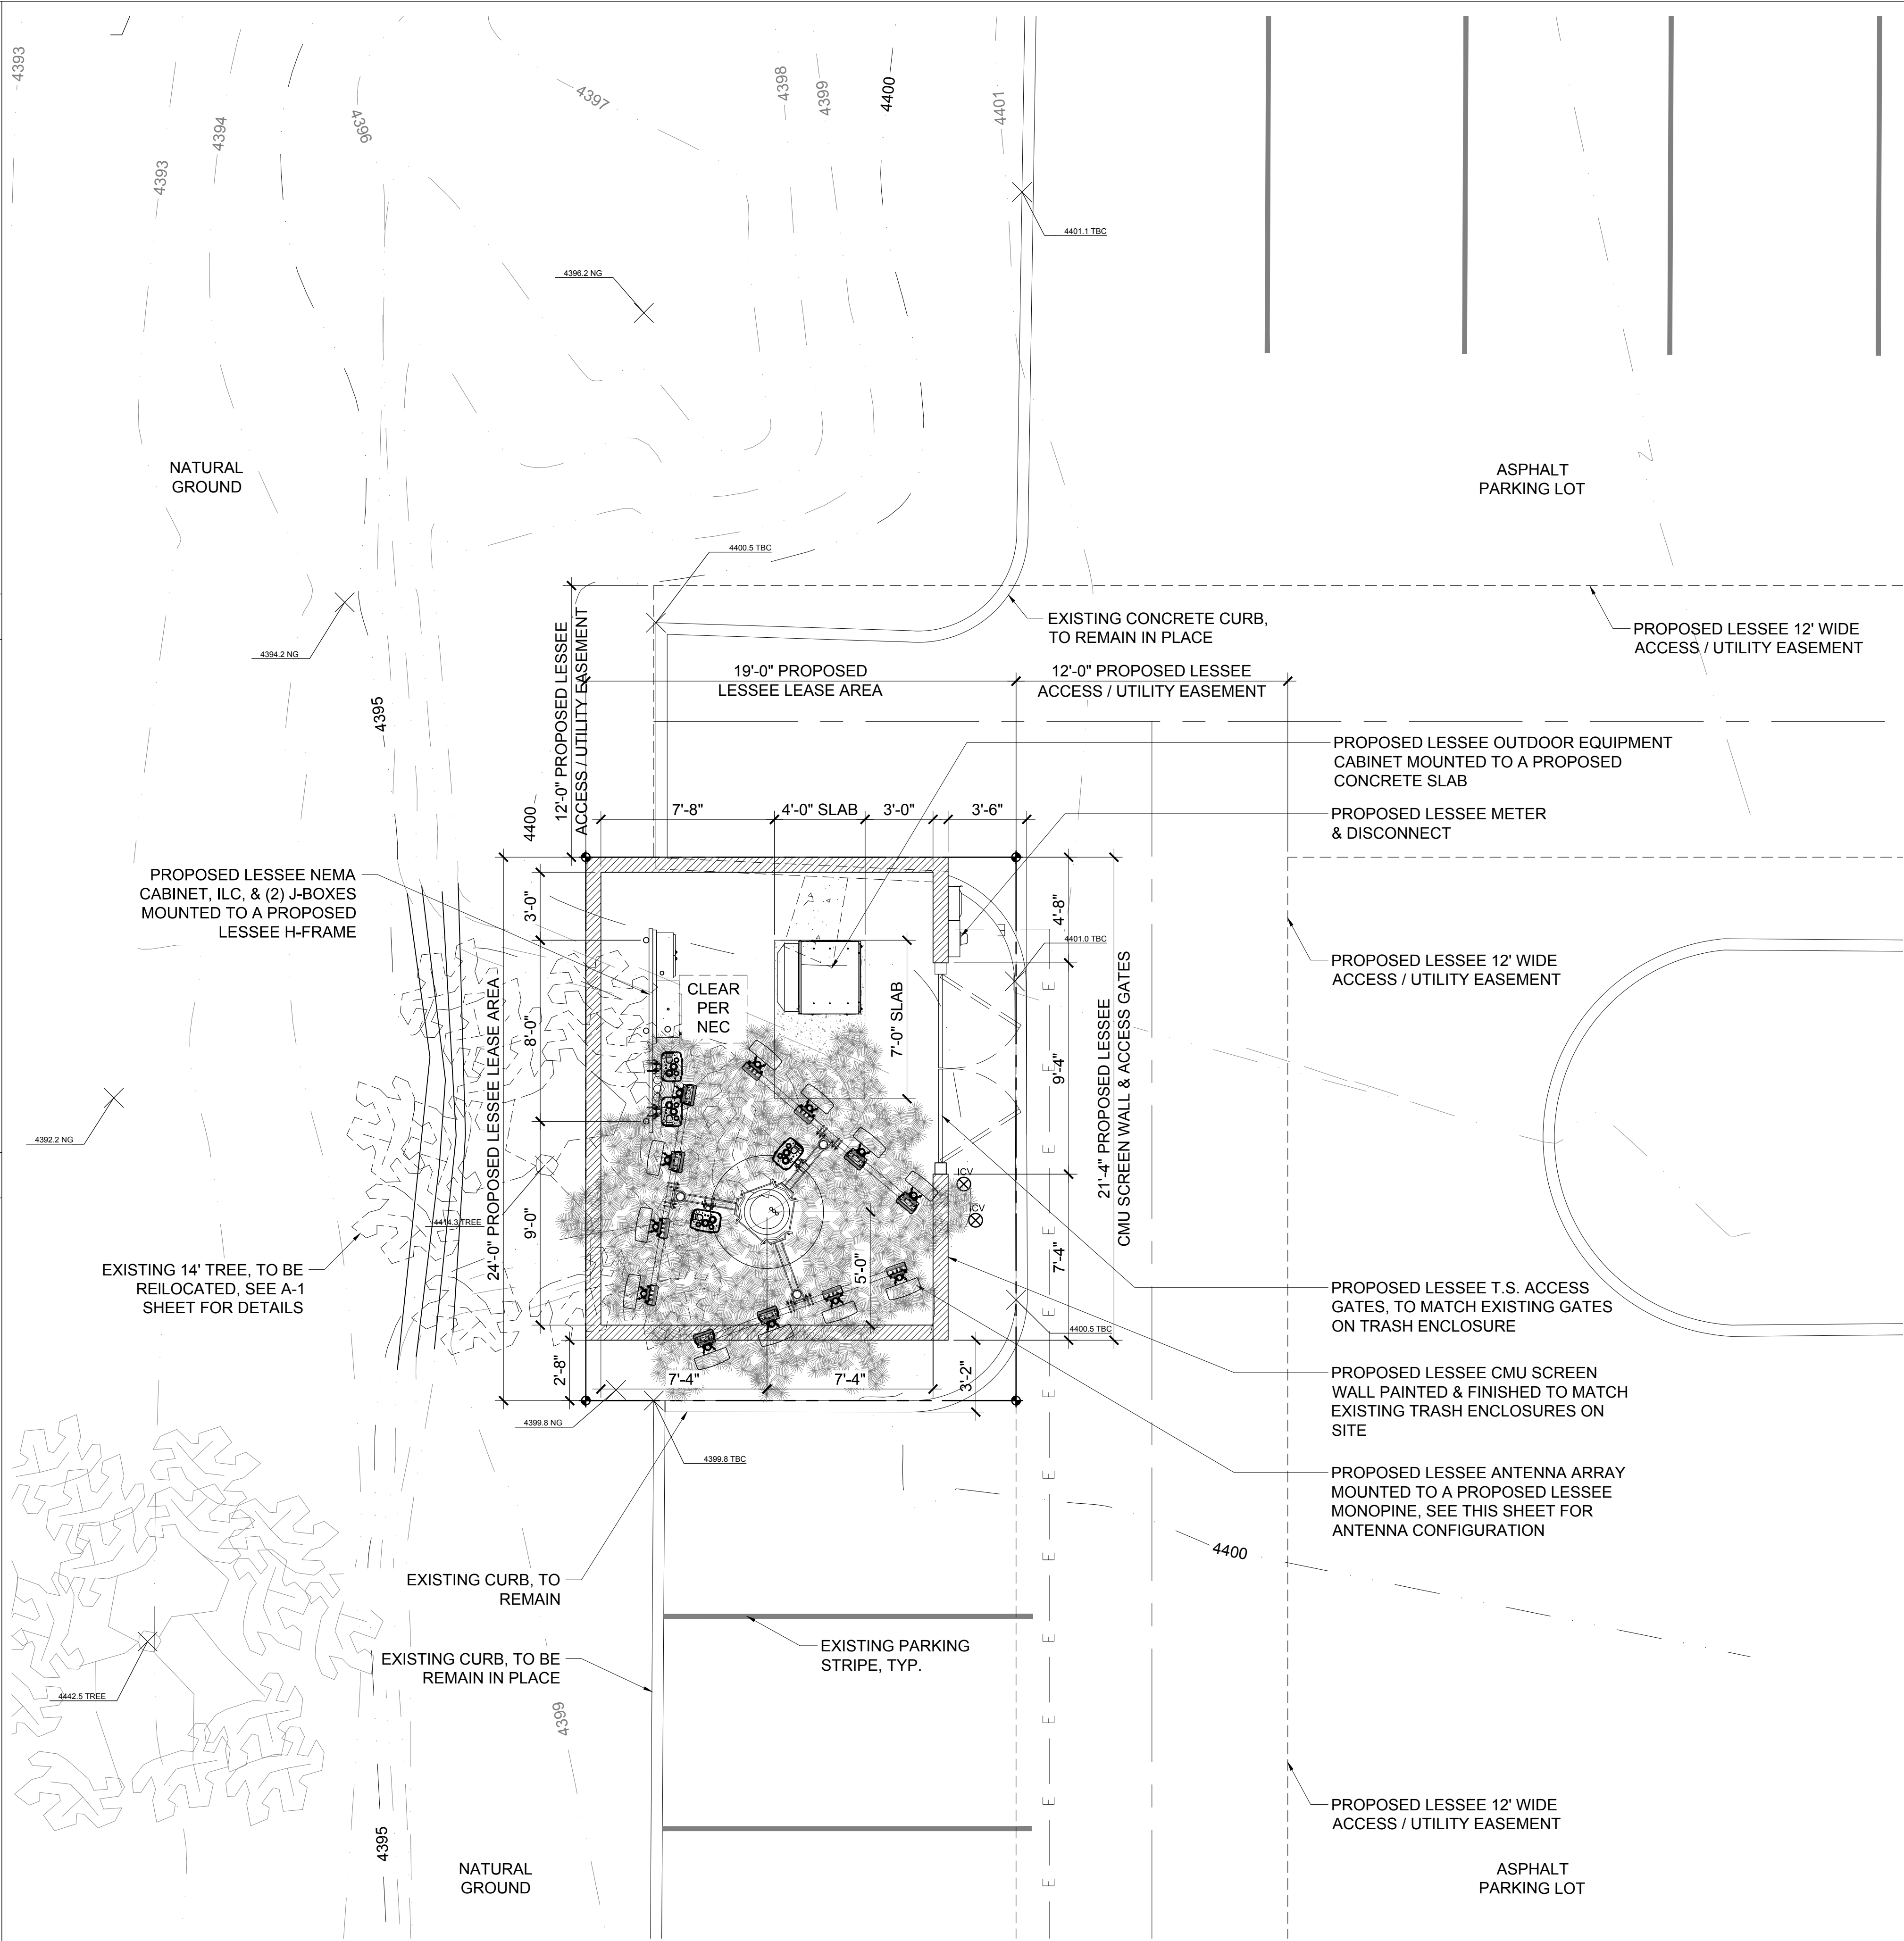 4393
4393
4394
4396
4397
4398
4399
4400
4401
4401.1 TBC
4396.2 NG
NATURAL
GROUND
ASPHALT
PARKING LOT
4400.5 TBC
4394.2 NG
12'-0" PROPOSED LESSEE
ACCESS / UTILITY EASEMENT
EXISTING CONCRETE CURB,
TO REMAIN IN PLACE
PROPOSED LESSEE 12' WIDE
ACCESS / UTILITY EASEMENT
19'-0" PROPOSED
LESSEE LEASE AREA
12'-0" PROPOSED LESSEE
ACCESS / UTILITY EASEMENT
4395
PROPOSED LESSEE OUTDOOR EQUIPMENT
CABINET MOUNTED TO A PROPOSED
CONCRETE SLAB
4400
7'-8"
4'-0" SLAB
3'-0"
3'-6"
PROPOSED LESSEE METER
& DISCONNECT
PROPOSED LESSEE NEMA
CABINET, ILC, & (2) J-BOXES
MOUNTED TO A PROPOSED
LESSEE H-FRAME
3'-0"
4'-8"
4401.0 TBC
PROPOSED LESSEE 12' WIDE
ACCESS / UTILITY EASEMENT
CLEAR
PER
NEC
8'-0"
7'-0" SLAB
24'-0" PROPOSED LESSEE LEASE AREA
21'-4" PROPOSED LESSEE
CMU SCREEN WALL & ACCESS GATES
E
E
9'-4"
E
4392.2 NG
ICV
ICV
4414.3 TREE
9'-0"
5'-0"
7'-4"
E
E
EXISTING 14' TREE, TO BE
REILOCATED, SEE A-1
SHEET FOR DETAILS
PROPOSED LESSEE T.S. ACCESS
GATES, TO MATCH EXISTING GATES
ON TRASH ENCLOSURE
E
4400.5 TBC
2'-8"
7'-4"
7'-4"
3'-2"
PROPOSED LESSEE CMU SCREEN
WALL PAINTED & FINISHED TO MATCH
EXISTING TRASH ENCLOSURES ON
SITE
E
4399.8 NG
4399.8 TBC
E
PROPOSED LESSEE ANTENNA ARRAY
MOUNTED TO A PROPOSED LESSEE
MONOPINE, SEE THIS SHEET FOR
ANTENNA CONFIGURATION
4400
E
EXISTING CURB, TO
REMAIN
E
EXISTING CURB, TO BE
REMAIN IN PLACE
EXISTING PARKING
STRIPE, TYP.
4442.5 TREE
4399
E
E
PROPOSED LESSEE 12' WIDE
ACCESS / UTILITY EASEMENT
4395
NATURAL
GROUND
E
ASPHALT
PARKING LOT